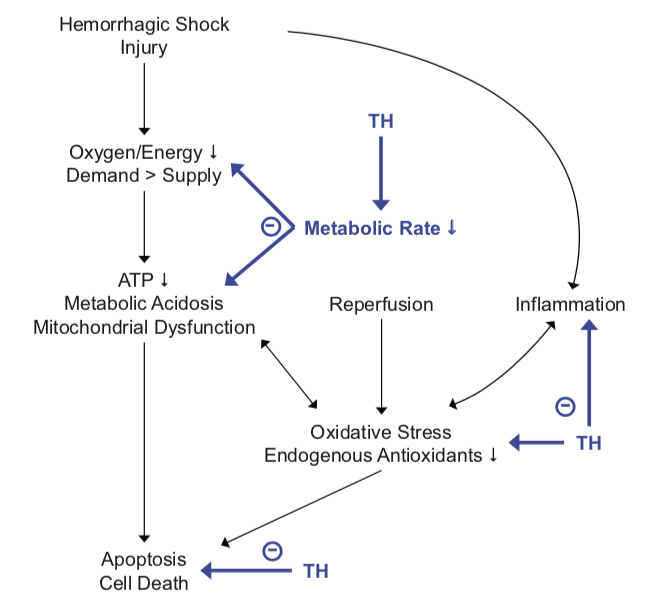 Hemorrhagic Shock
Injury
TH
Oxygen/Energy ↓
Demand > Supply
⊖
Metabolic Rate ↓
ATP ↓
Metabolic Acidosis
Mitochondrial Dysfunction
Reperfusion
Inflammation
⊖
Oxidative Stress
Endogenous Antioxidants ↓
TH
Apoptosis
Cell Death
⊖
TH